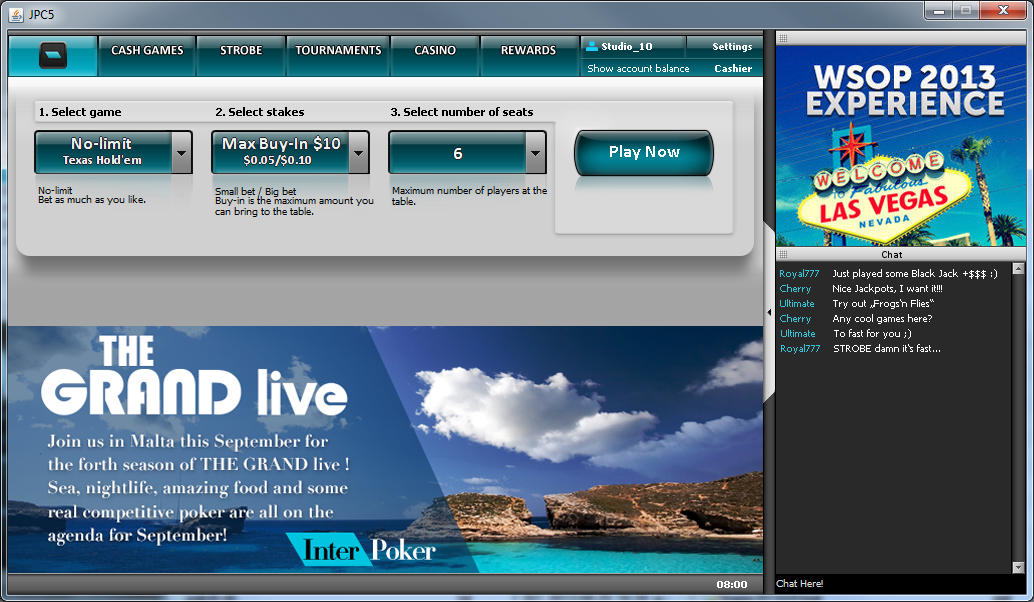 JPC5
CASH GAMES
STROBE
TOURNAMENTS
CASINO
REWARDS
Studio_10
Settings
Show account balance
Cashier
1. Select game
2. Select stakes
3. Select number of seats
No-limit
Texas Hold'em
Max Buy-In $10
$0.05/$0.10
6
Play Now
No-limit
Bet as much as you like.
Small bet / Big bet
Buy-in is the maximum amount you
can bring to the table.
Maximum number of players at the
table.
WSOP 2013
EXPERIENCE
WELCOME
to Fabulous
LAS VEGAS
NEVADA
Chat
Royal777 Just played some Black Jack +$$$ :)
Cherry Nice Jackpots, I want it!!!
Ultimate Try out „Frogs'n Flies“
Cherry Any cool games here?
Ultimate To fast for you ;)
Royal777 STROBE damn it's fast...
THE
GRAND live
Join us in Malta this September for
the forth season of THE GRAND live !
Sea, nightlife, amazing food and some
real competitive poker are all on the
agenda for September!
Inter Poker
08:00
Chat Here!